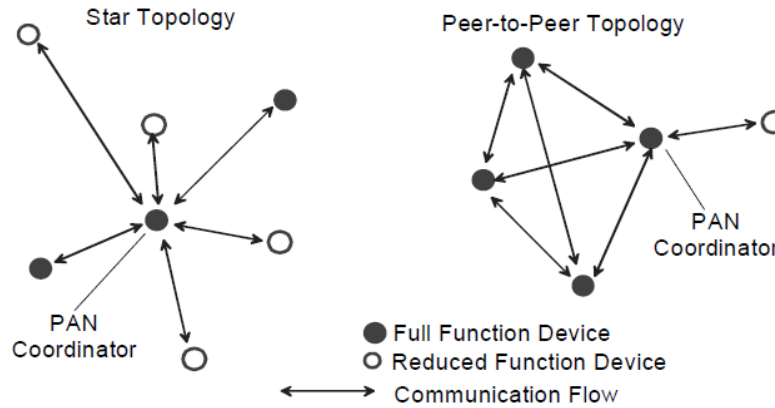 Star Topology
Peer-to-Peer Topology
PAN
Coordinator
PAN
Coordinator
Full Function Device
Reduced Function Device
Communication Flow